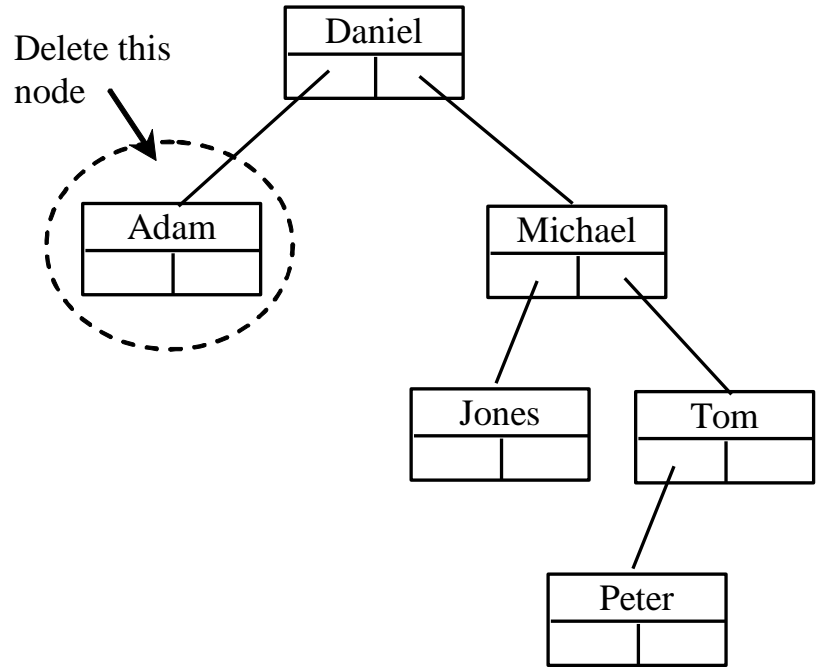 Daniel
Delete this
node
Adam
Michael
Jones
Tom
Peter